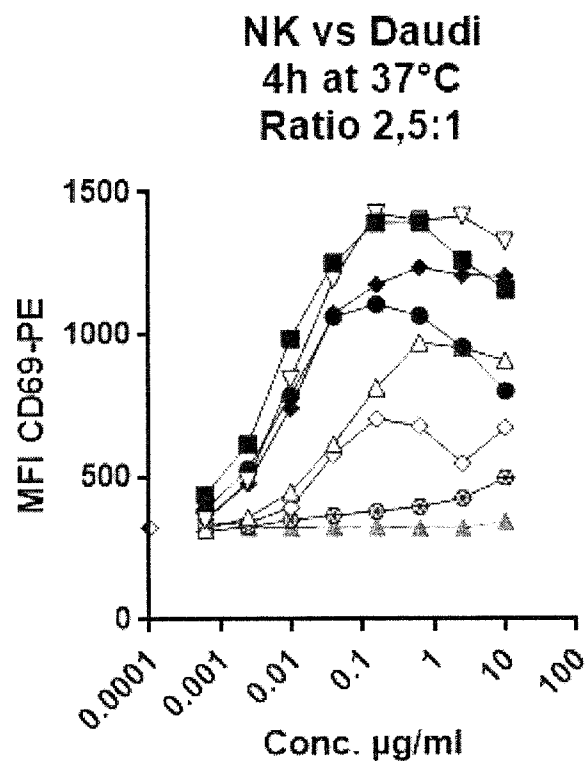 NK vs Daudi
4h at 37°C
Ratio 2,5:1
1500
1000
500
0
MFI CD69-PE
0.0001
0.001
0.01
0.1
1
10
100
Conc. µg/ml